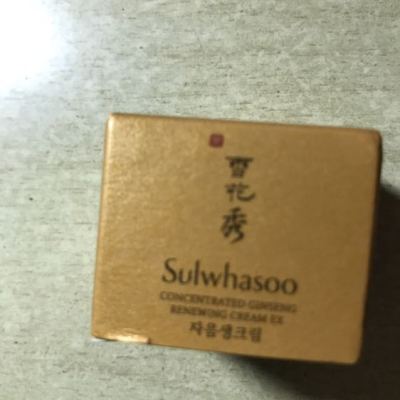 雪花秀
Sulwhasoo
CONCENTRATED GINSENG
RENEWING CREAM EX
자음생크림